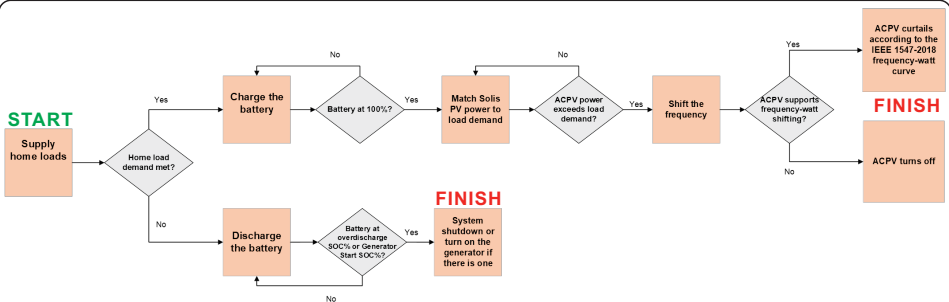 START
Supply
home loads
Home load
demand met?
Yes
No
Charge the
battery
No
Battery at
100%?
Yes
Match Solis
PV power to
load demand
No
ACPV power
exceeds load
demand?
Yes
Shift the
frequency
ACPV supports
frequency-watt
shifting?
Yes
ACPV curtails
according to the
IEEE 1547-2018
frequency-watt
curve
FINISH
No
ACPV turns off
Discharge
the battery
Battery at
overdischarge
SOC% or Generator
Start SOC%?
No
Yes
FINISH
System
shutdown or
turn on the
generator if
there is one